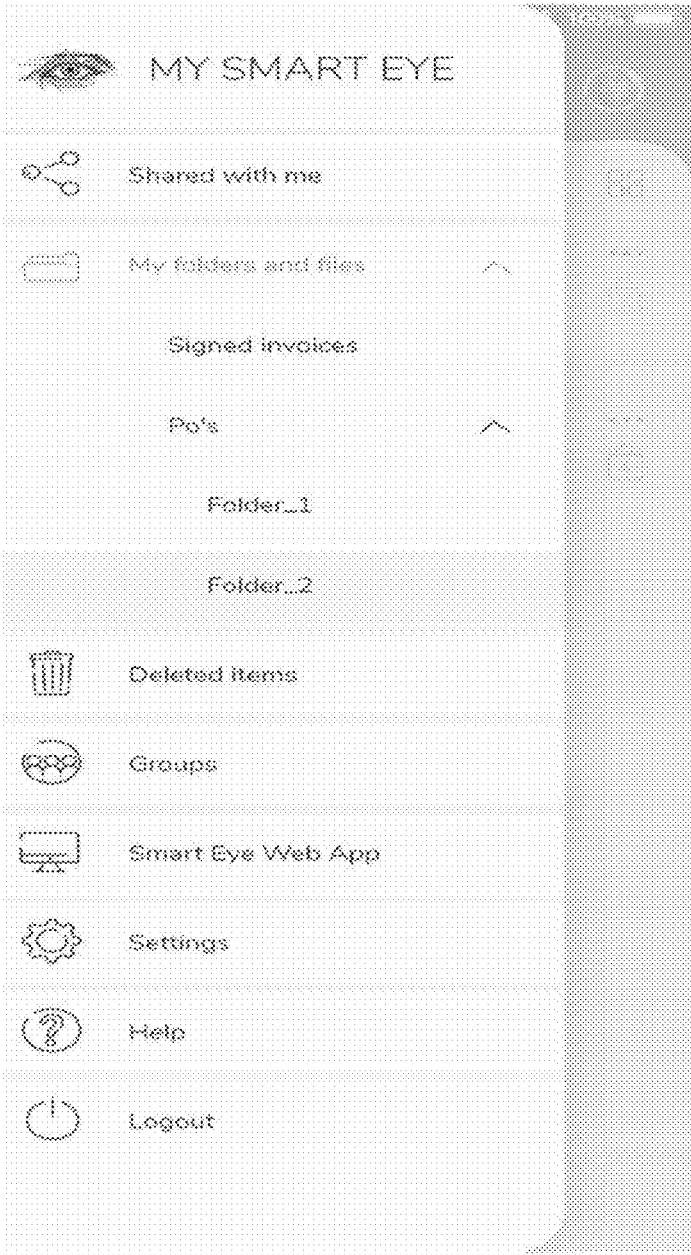 MY SMART EYE
Shared with me
My folders and files
Signed invoices
Po's
Folder_1
Folder_2
Deleted items
Groups
Smart Eye Web App
Settings
Help
Logout